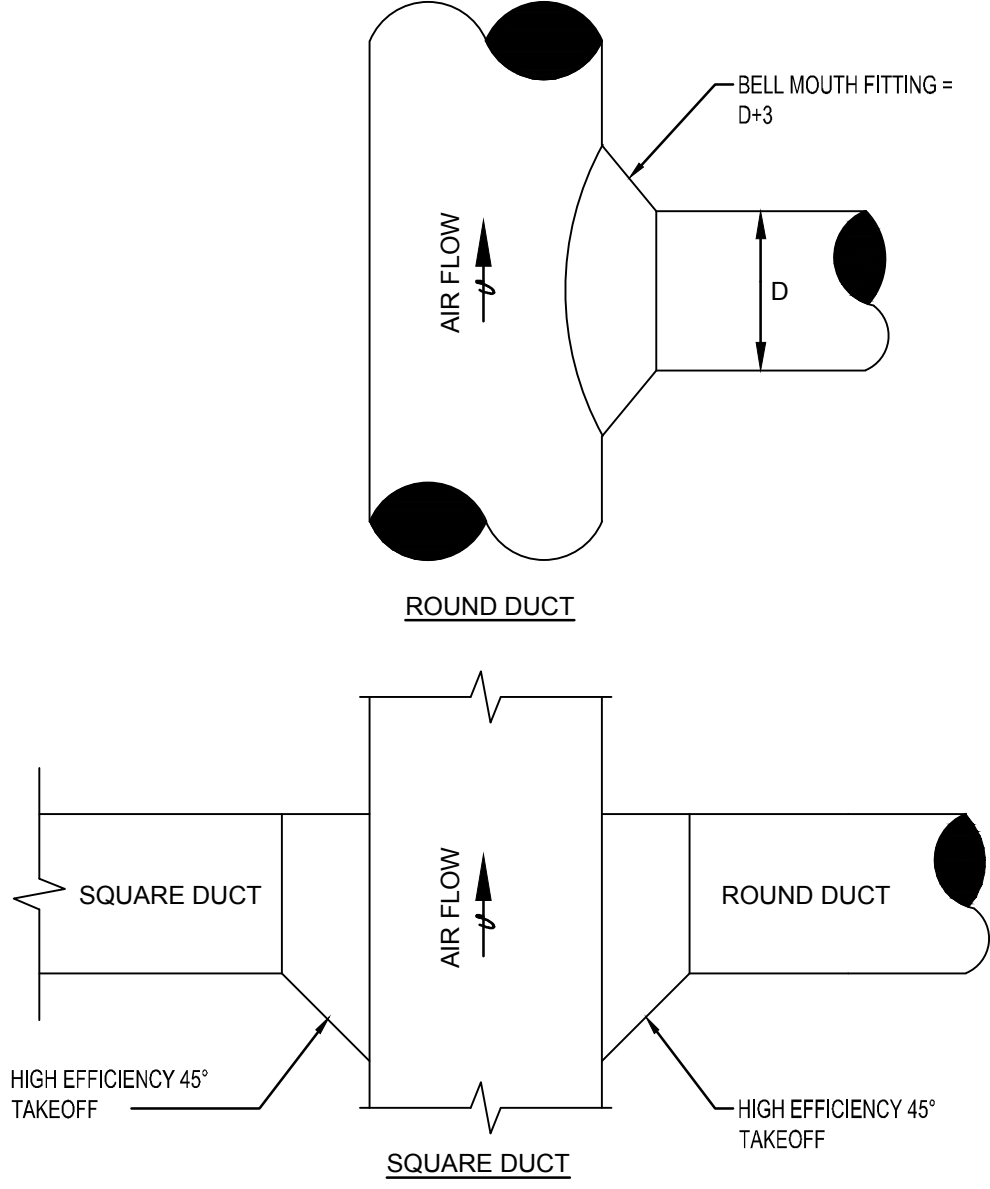 BELL MOUTH FITTING =
D+3
AIR FLOW
D
ROUND DUCT
SQUARE DUCT
AIR FLOW
ROUND DUCT
HIGH EFFICIENCY 45°
TAKEOFF
HIGH EFFICIENCY 45°
TAKEOFF
SQUARE DUCT